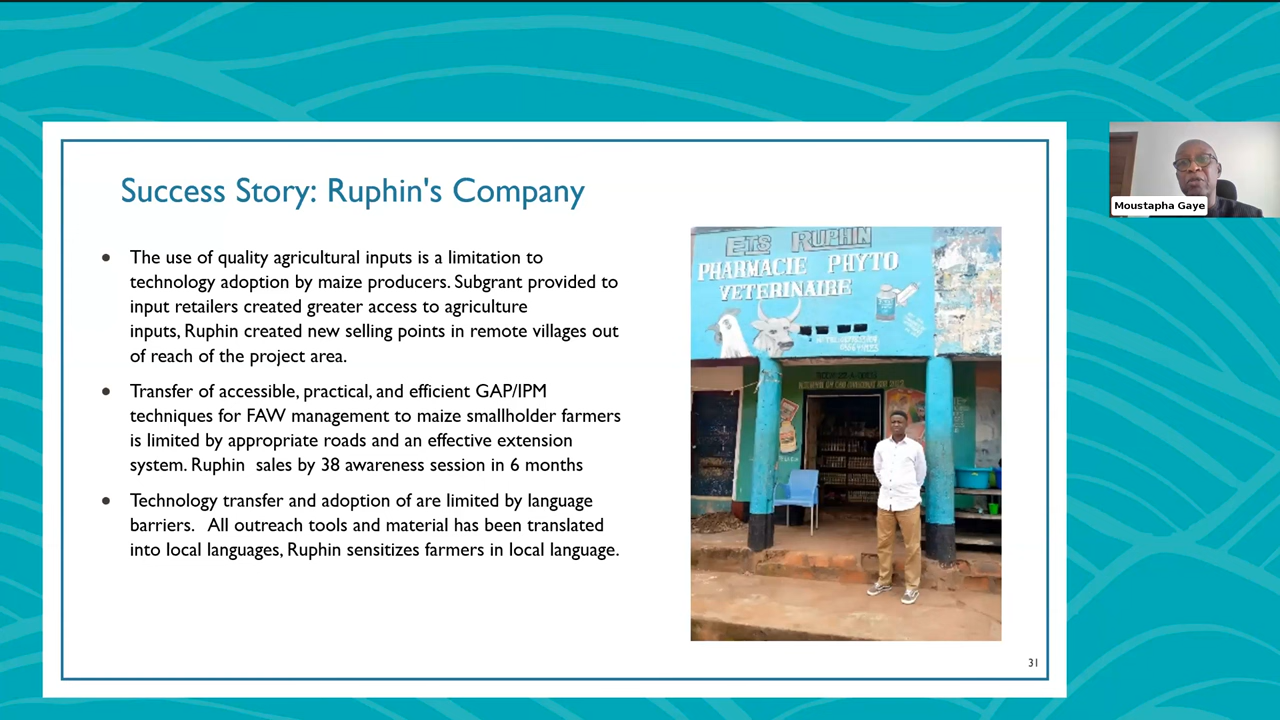 Success Story: Ruphin's Company
● The use of quality agricultural inputs is a limitation to
technology adoption by maize producers. Subgrant provided to
input retailers created greater access to agriculture
inputs, Ruphin created new selling points in remote villages out
of reach of the project area.
● Transfer of accessible, practical, and efficient GAP/IPM
techniques for FAW management to maize smallholder farmers
is limited by appropriate roads and an effective extension
system. Ruphin sales by 38 awareness session in 6 months
● Technology transfer and adoption of are limited by language
barriers. All outreach tools and material has been translated
into local languages, Ruphin sensitizes farmers in local language.
ETS RUPHIN
PHARMACIE PHYTO
VETERINAIRE
31
Moustapha Gaye